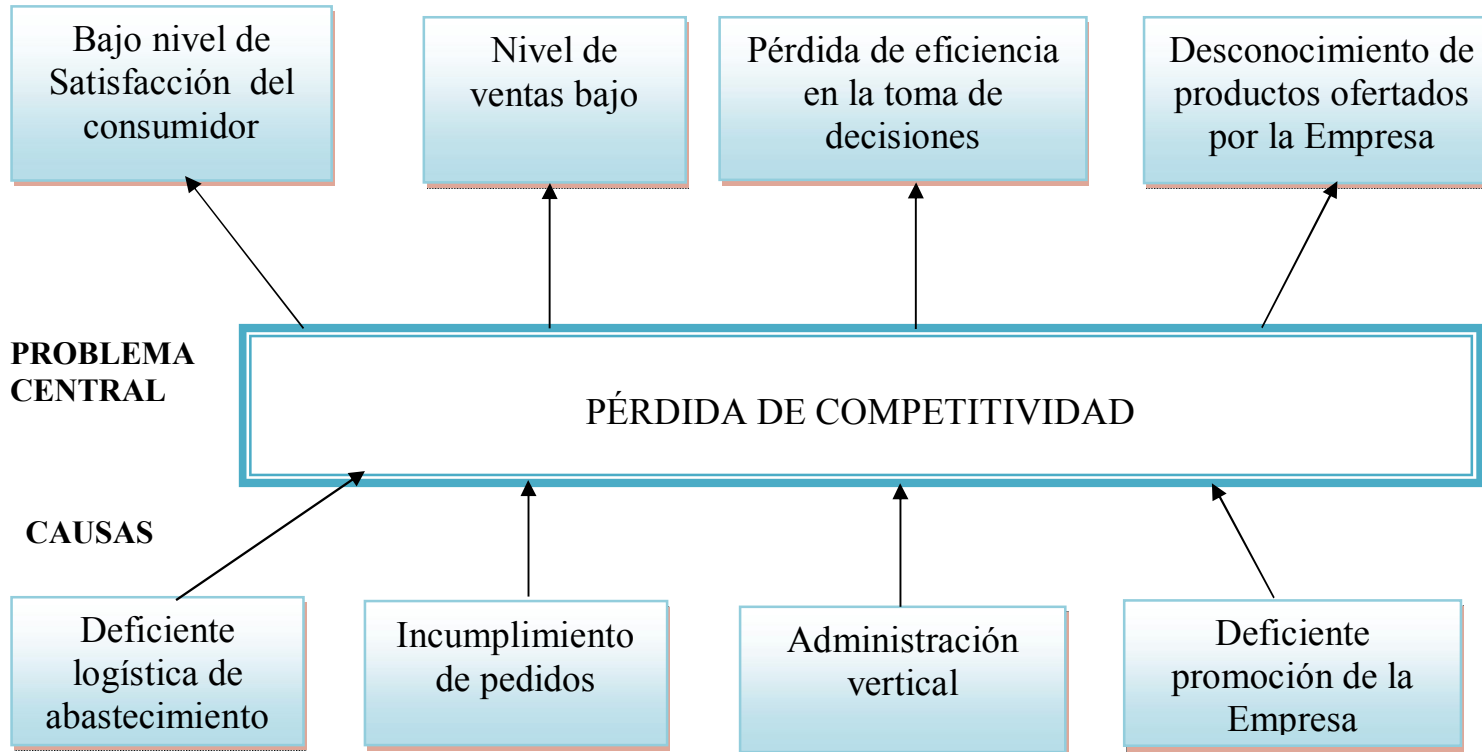 Bajo nivel de
Satisfacción del
consumidor
Nivel de
ventas bajo
Pérdida de eficiencia
en la toma de
decisiones
Desconocimiento de
productos ofertados
por la Empresa
PROBLEMA
CENTRAL
PÉRDIDA DE COMPETITIVIDAD
CAUSAS
Deficiente
logística de
abastecimiento
Incumplimiento
de pedidos
Administración
vertical
Deficiente
promoción de la
Empresa